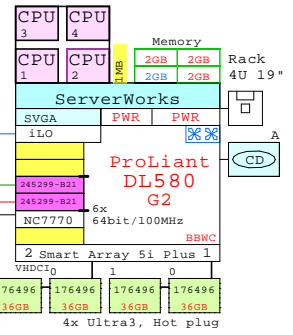 CPU CPU
3 4
Memory
CPU CPU
1 2
1MB
2GB 2GB
2GB 2GB
Rack
4U 19"
ServerWorks
SVGA PWR PWR
iLO
A
CD
ProLiant
DL580
G2
245299-B21
245299-B21
6x
64bit/100MHz
NC7770
BBWC
2 Smart Array 5i Plus 1
VHDCI 0 1 0
176496 176496 176496 176496
36GB 36GB 36GB 36GB
4x Ultra3, Hot plug